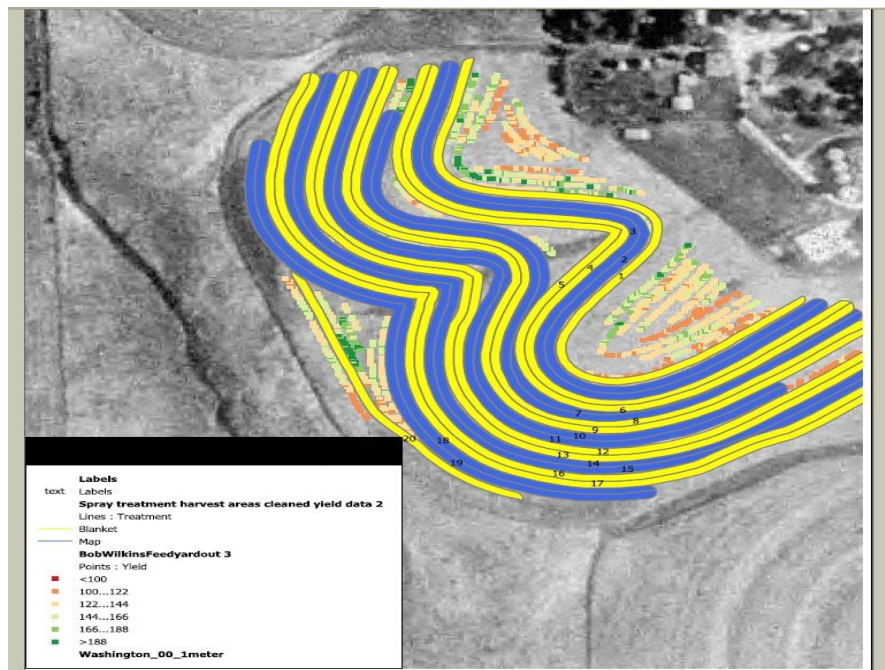 3
2
4
1
5
6
7
8
9
11
10
12
13
14
15
16
17
20
18
19
Labels
text Labels
Spray treatment harvest areas cleaned yield data 2
Lines : Treatment
Blanket
Map
BobWilkinsFeedyardout 3
Points : Yield
<100
100...122
122...144
144...166
166...188
>188
Washington_00_1meter